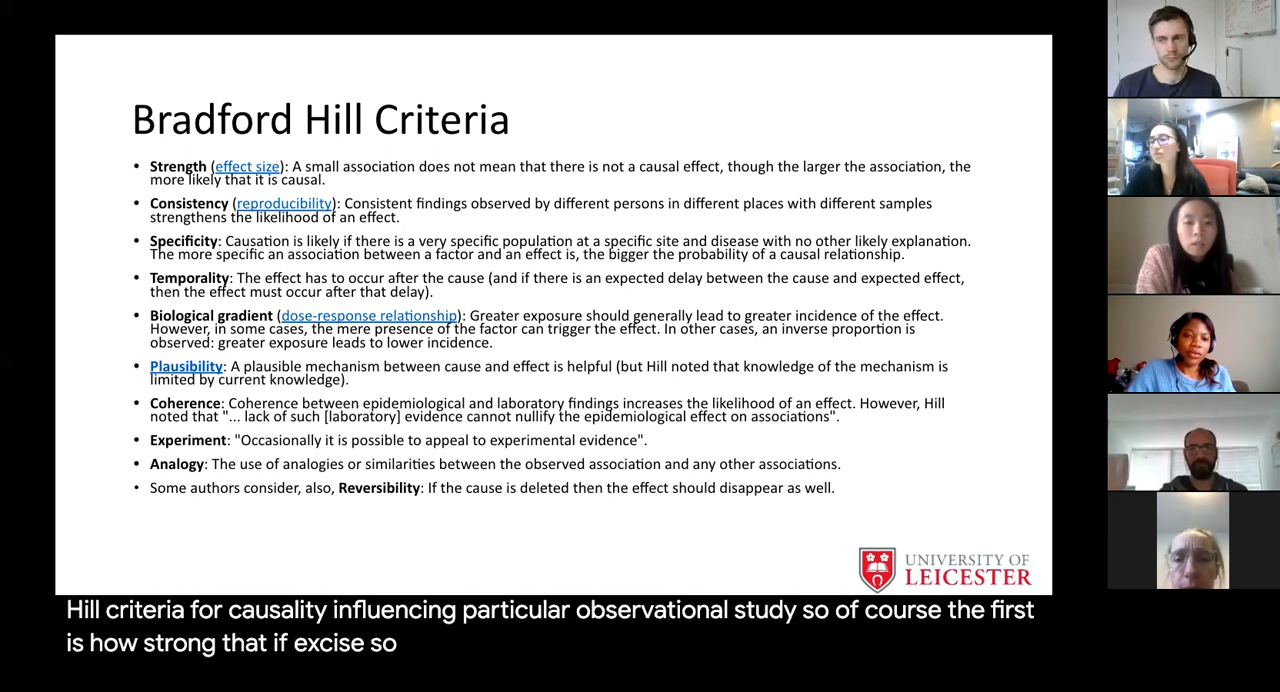 Bradford Hill Criteria
• Strength (effect size): A small association does not mean that there is not a causal effect, though the larger the association, the
more likely that it is causal.
• Consistency (reproducibility): Consistent findings observed by different persons in different places with different samples
strengthens the likelihood of an effect.
• Specificity: Causation is likely if there is a very specific population at a specific site and disease with no other likely explanation.
The more specific an association between a factor and an effect is, the bigger the probability of a causal relationship.
• Temporality: The effect has to occur after the cause (and if there is an expected delay between the cause and expected effect,
then the effect must occur after that delay).
• Biological gradient (dose-response relationship): Greater exposure should generally lead to greater incidence of the effect.
However, in some cases, the mere presence of the factor can trigger the effect. In other cases, an inverse proportion is
observed: greater exposure leads to lower incidence.
• Plausibility: A plausible mechanism between cause and effect is helpful (but Hill noted that knowledge of the mechanism is
limited by current knowledge).
• Coherence: Coherence between epidemiological and laboratory findings increases the likelihood of an effect. However, Hill
noted that "... lack of such [laboratory] evidence cannot nullify the epidemiological effect on associations".
• Experiment: "Occasionally it is possible to appeal to experimental evidence".
• Analogy: The use of analogies or similarities between the observed association and any other associations.
• Some authors consider, also, Reversibility: If the cause is deleted then the effect should disappear as well.
UNIVERSITY OF
LEICESTER
Hill criteria for causality influencing particular observational study so of course the first
is how strong that if excise so